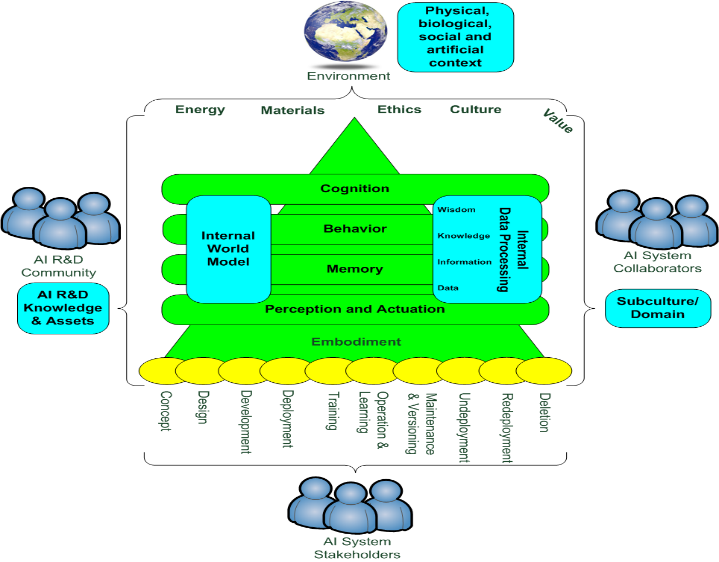 Physical,
biological,
social and
artificial
context
Environment
Energy
Materials
Ethics
Culture
Value
Cognition
Behavior
Memory
Perception and Actuation
Embodiment
Internal
World
Model
Wisdom
Knowledge
Information
Data
Internal
Data Processing
AI R&D
Community
AI R&D
Knowledge
& Assets
AI System
Collaborators
Subculture/
Domain
Concept
Design
Development
Deployment
Training
Operation &
Learning
Maintenance
& Versioning
Undeployment
Redeployment
Deletion
AI System
Stakeholders